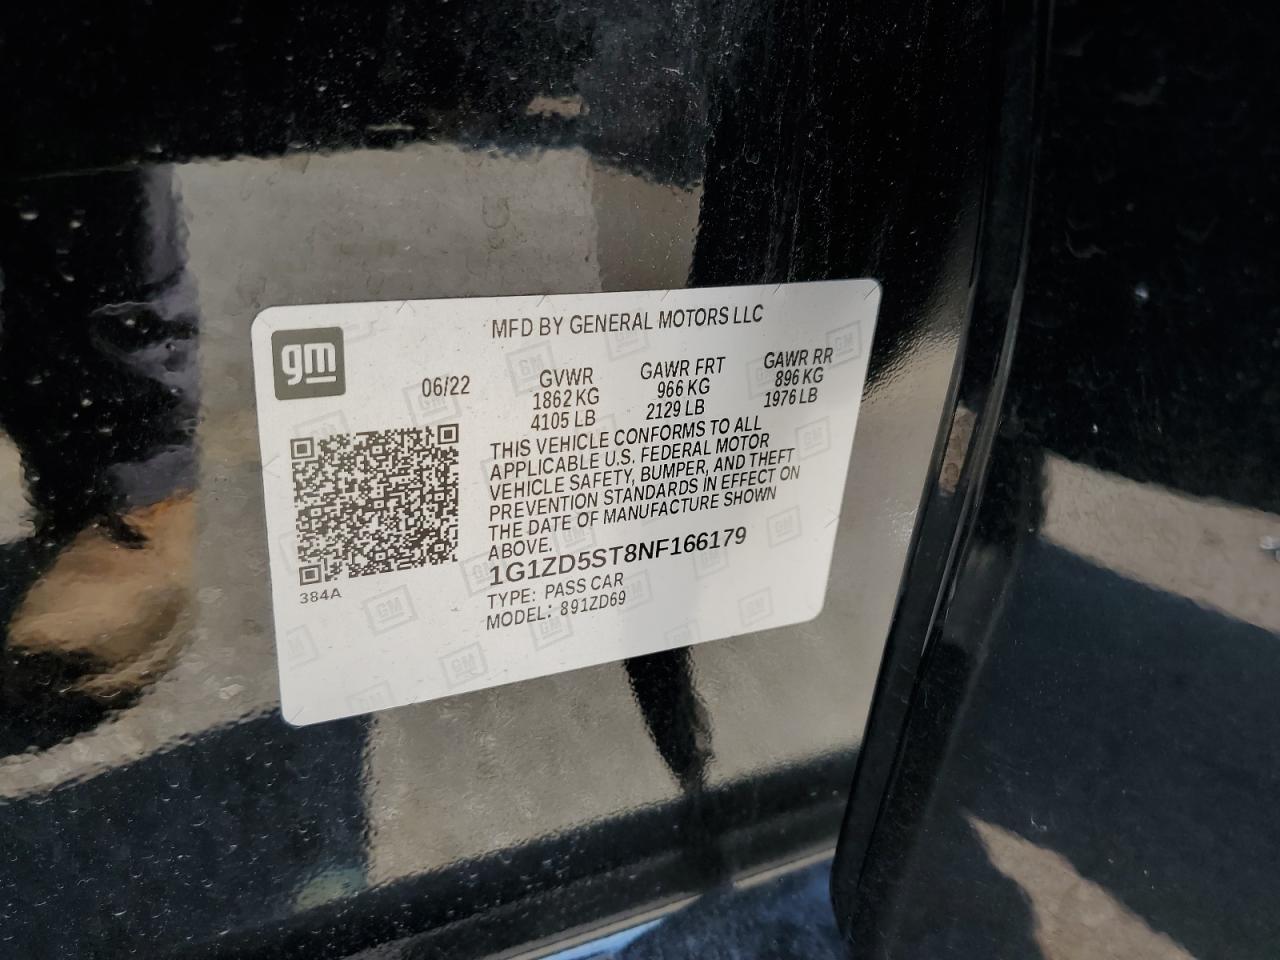 MFD BY GENERAL MOTORS LLC
gm
06/22
GVWR
1862 KG
4105 LB
GAWR FRT
966 KG
2129 LB
GAWR RR
896 KG
1976 LB
THIS VEHICLE CONFORMS TO ALL
APPLICABLE U.S. FEDERAL MOTOR
VEHICLE SAFETY, BUMPER, AND THEFT
PREVENTION STANDARDS IN EFFECT ON
THE DATE OF MANUFACTURE SHOWN
ABOVE.
1G1ZD5ST8NF166179
TYPE: PASS CAR
MODEL: 891ZD69
384A